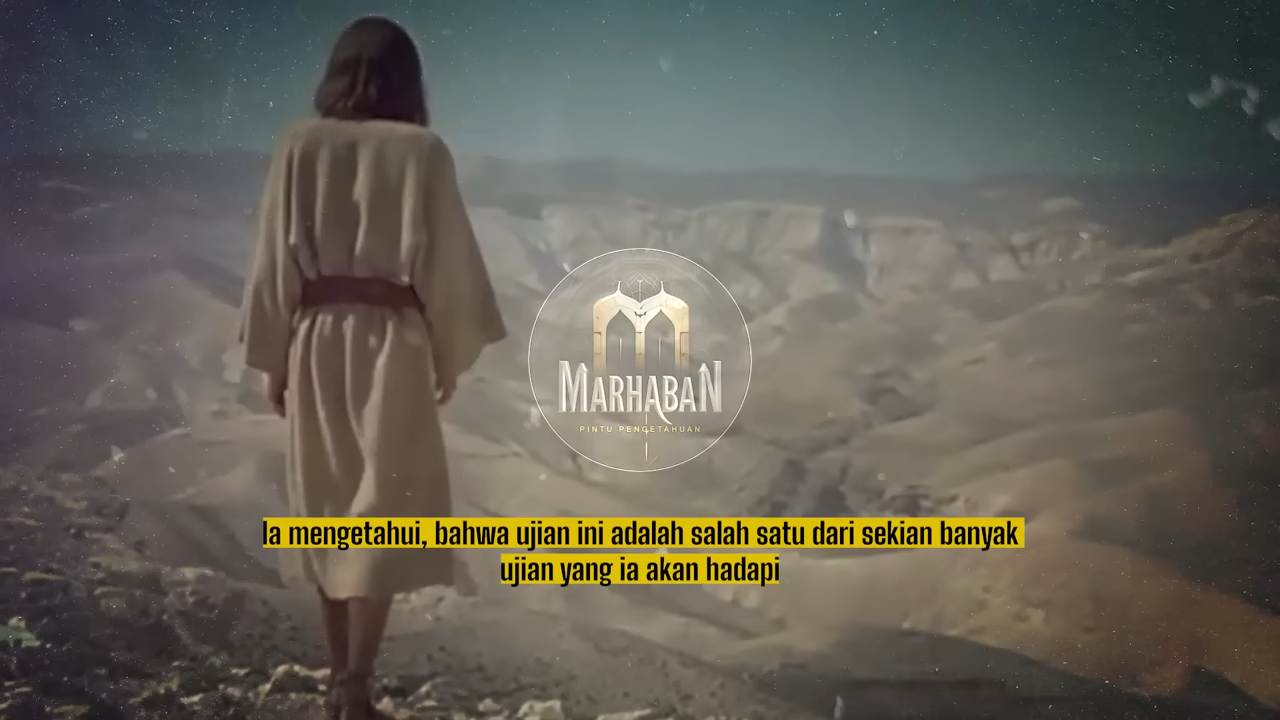 MARHABAN
PINTU PENGETAHUAN
Ia mengetahui, bahwa ujian ini adalah salah satu dari sekian banyak
ujian yang ia akan hadapi